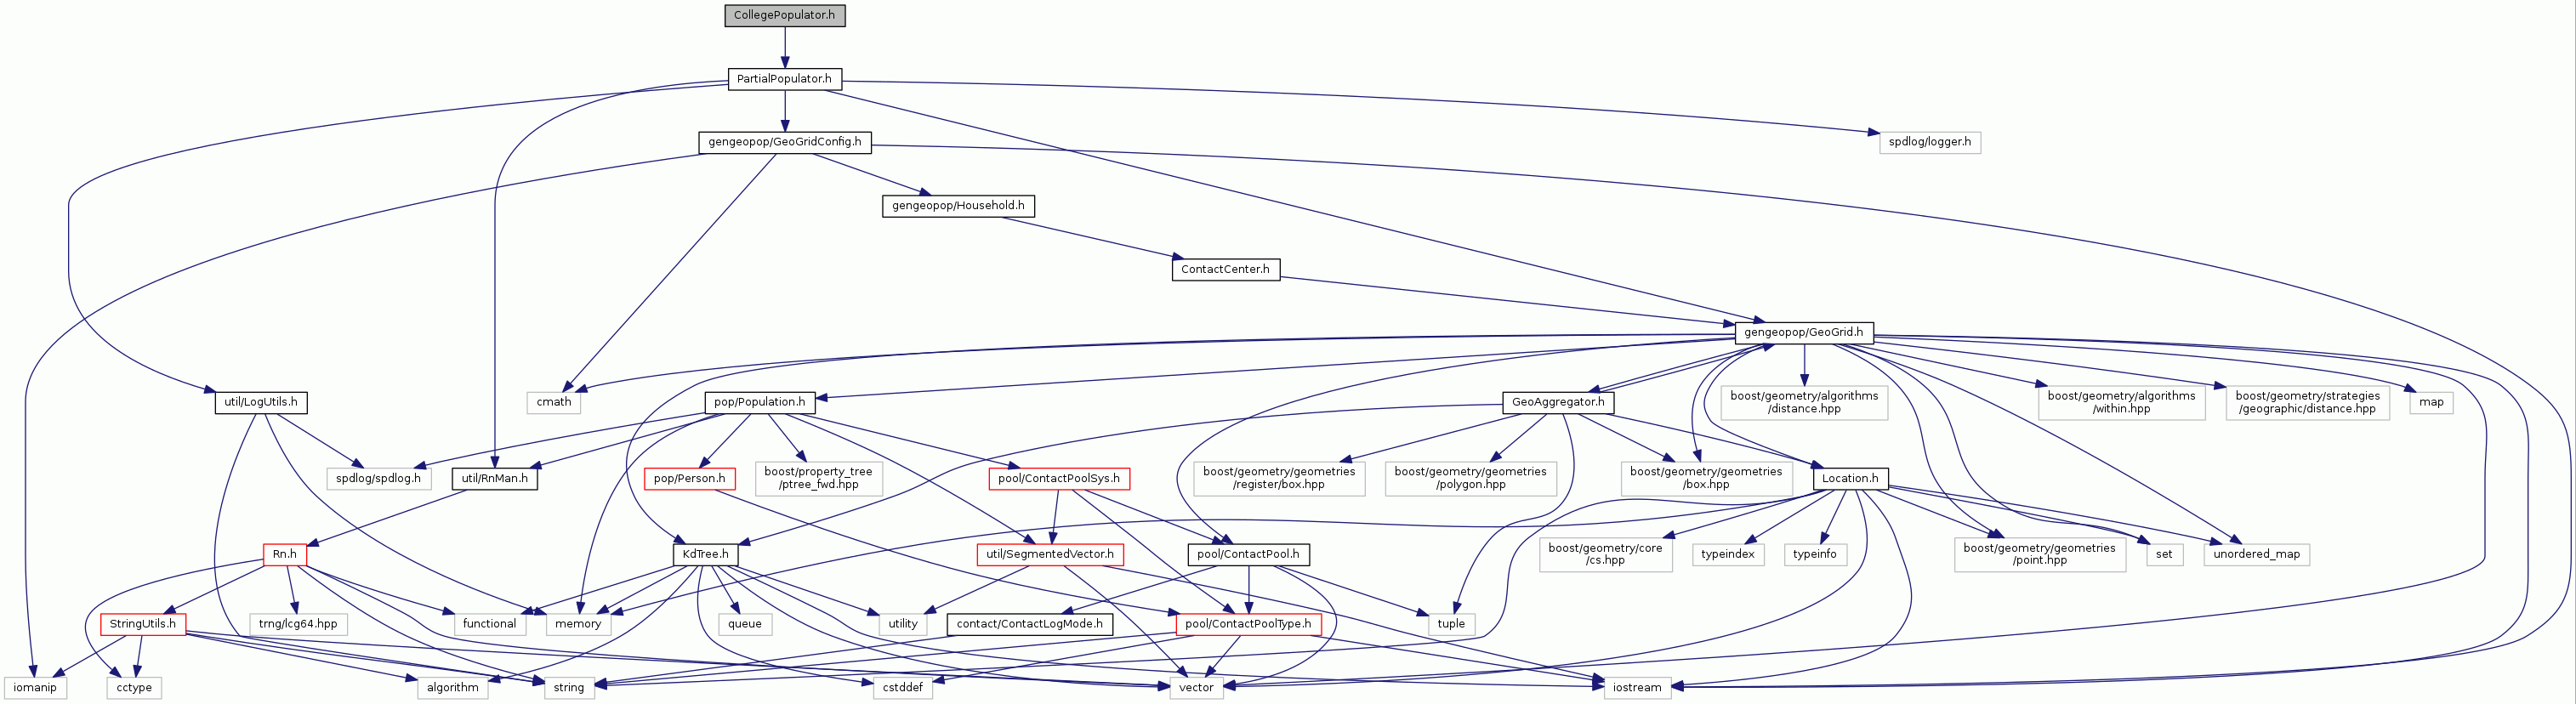 CollegePopulator.h
PartialPopulator.h
gengeopop/GeoGridConfig.h
spdlog/logger.h
gengeopop/Household.h
ContactCenter.h
gengeopop/GeoGrid.h
util/LogUtils.h
cmath
pop/Population.h
GeoAggregator.h
boost/geometry/algorithms
/distance.hpp
boost/geometry/algorithms
/within.hpp
boost/geometry/strategies
/geographic/distance.hpp
map
spdlog/spdlog.h
util/RnMan.h
pop/Person.h
boost/property_tree
/ptree_fwd.hpp
pool/ContactPoolSys.h
boost/geometry/geometries
/register/box.hpp
boost/geometry/geometries
/polygon.hpp
boost/geometry/geometries
/box.hpp
Location.h
Rn.h
KdTree.h
util/SegmentedVector.h
pool/ContactPool.h
boost/geometry/core
/cs.hpp
typeindex
typeinfo
boost/geometry/geometries
/point.hpp
set
unordered_map
StringUtils.h
trng/lcg64.hpp
functional
memory
queue
utility
contact/ContactLogMode.h
pool/ContactPoolType.h
tuple
iomanip
cctype
algorithm
string
cstddef
vector
iostream